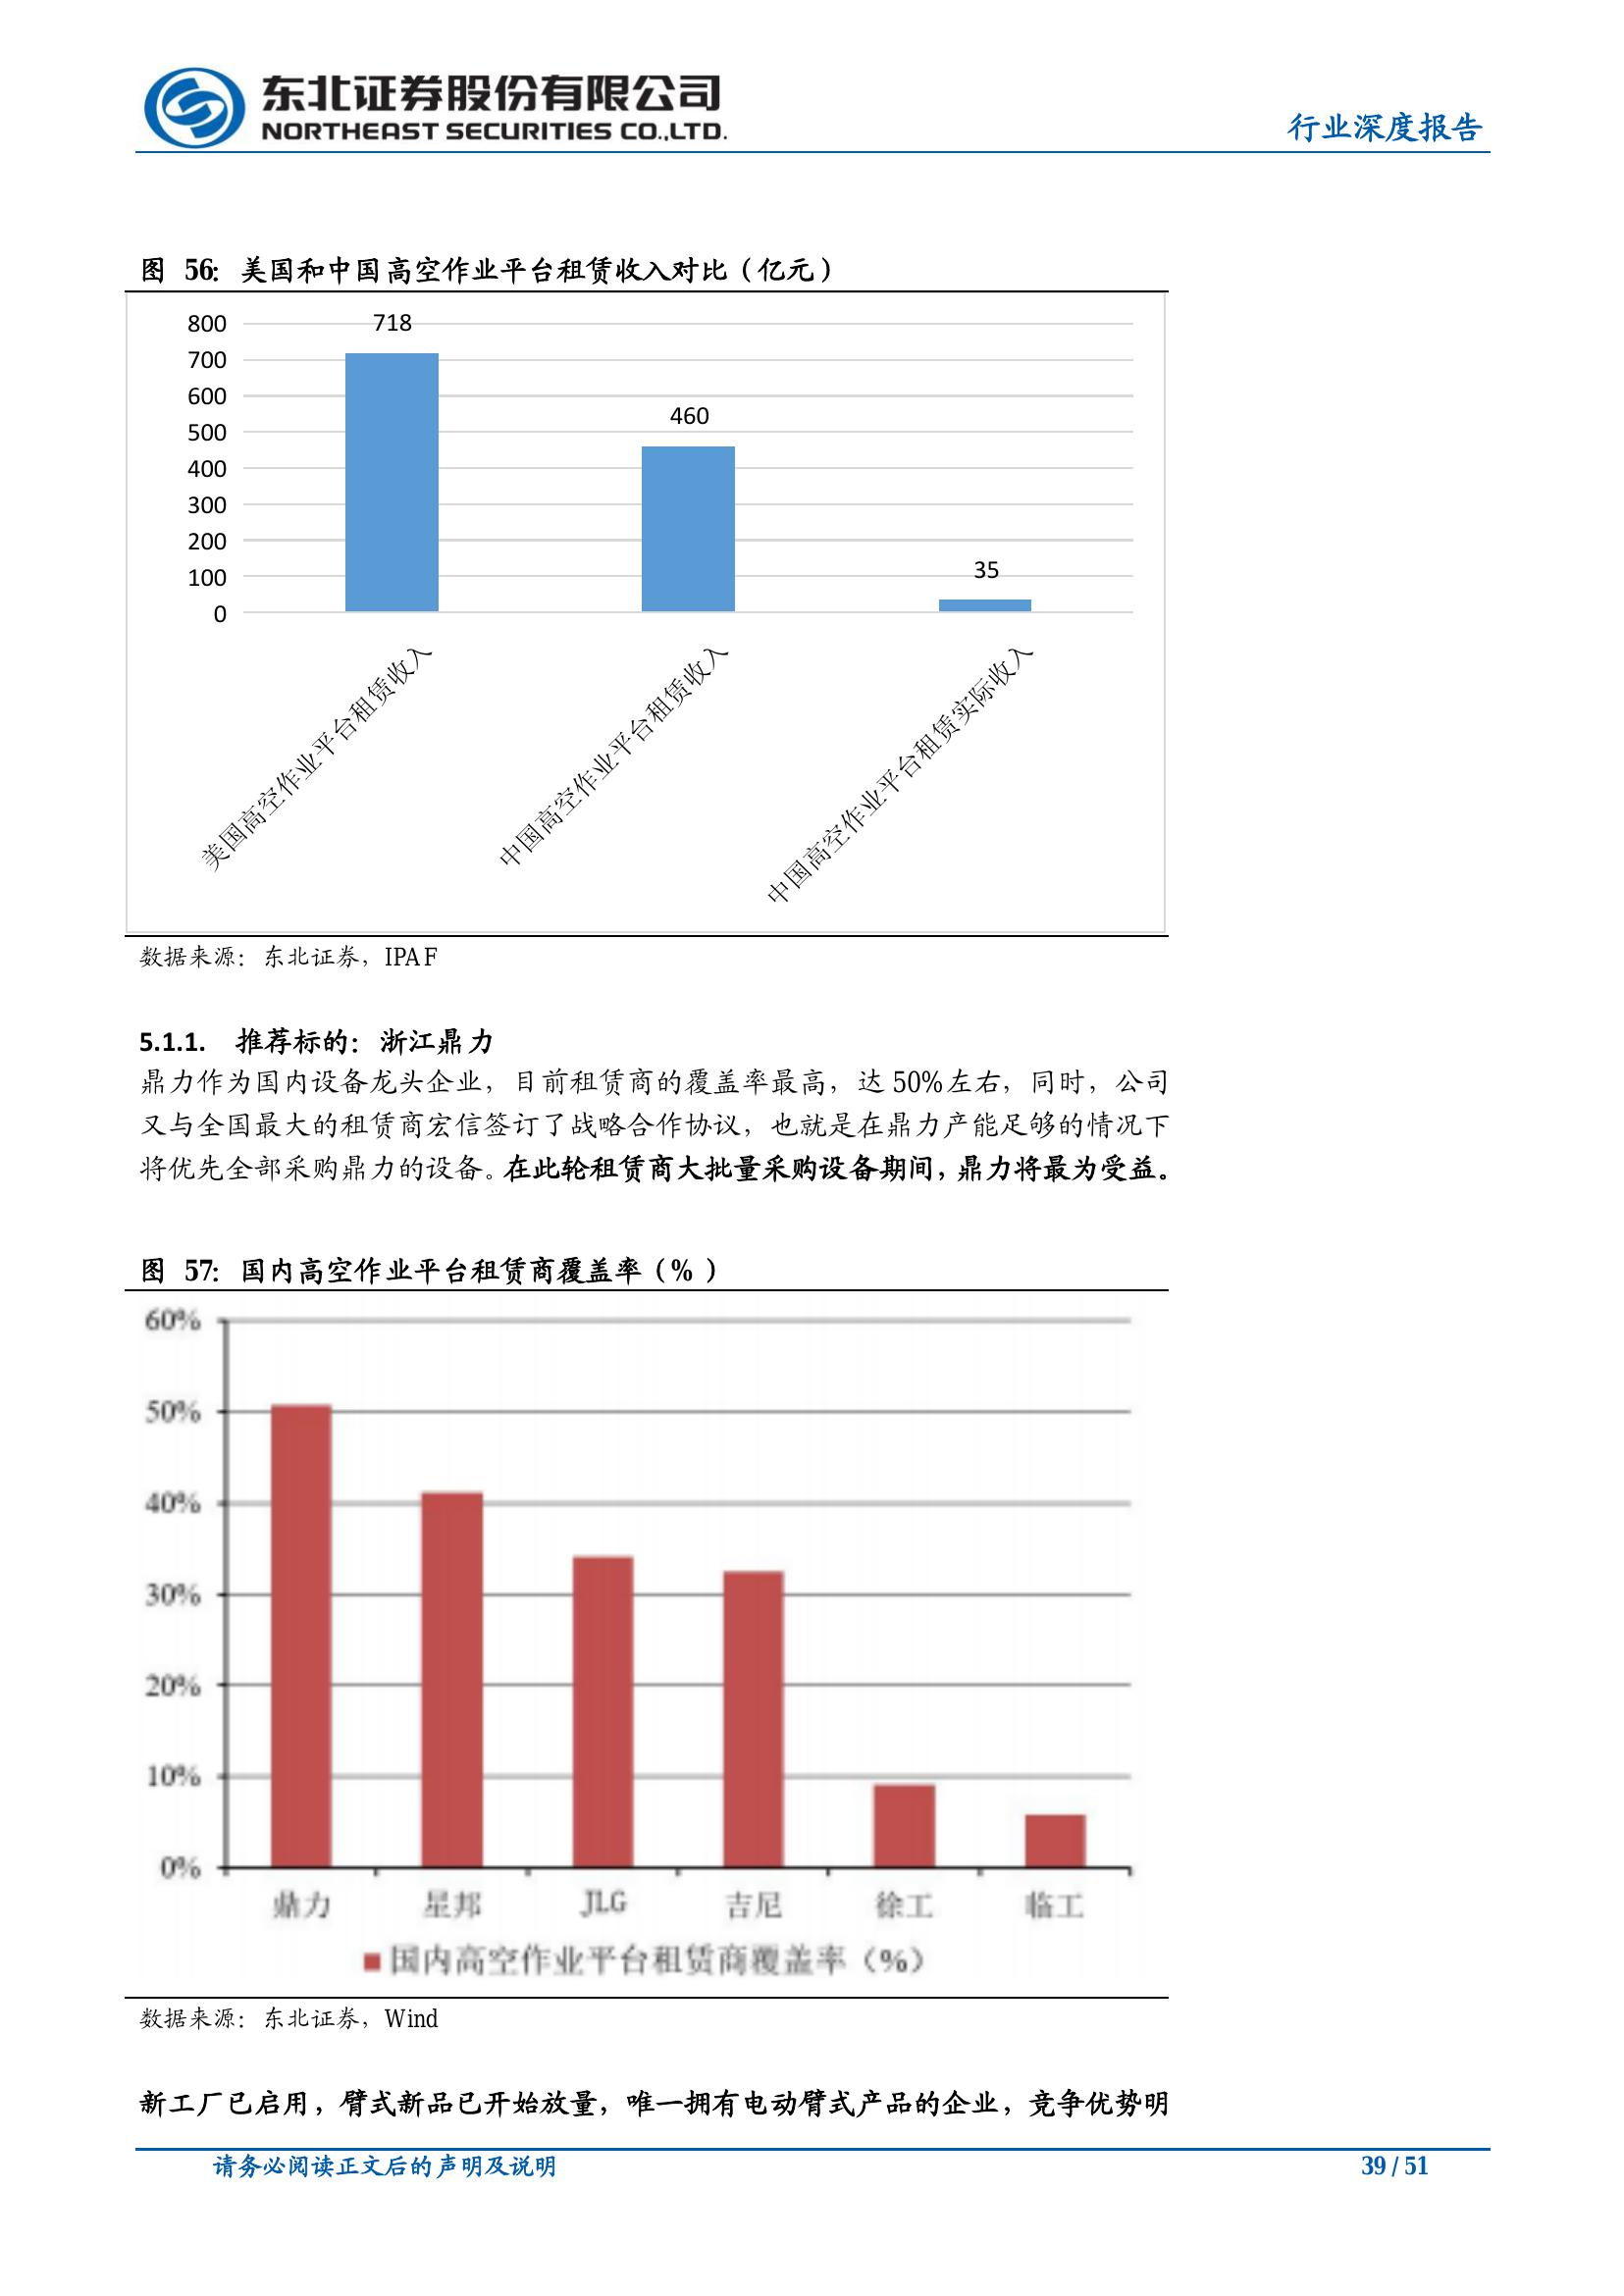 东北证券股份有限公司
NORTHEAST SECURITIES CO.,LTD.
行业深度报告
图 56: 美国和中国高空作业平台租赁收入对比（亿元）
800
700
600
500
400
300
200
100
0
718
460
35
美国高空作业平台租赁收入
中国高空作业平台租赁收入
中国高空作业平台租赁实际收入
数据来源：东北证券，IPAF
5.1.1. 推荐标的：浙江鼎力
鼎力作为国内设备龙头企业，目前租赁商的覆盖率最高，达 50%左右，同时，公司
又与全国最大的租赁商宏信签订了战略合作协议，也就是在鼎力产能足够的情况下
将优先全部采购鼎力的设备。在此轮租赁商大批量采购设备期间，鼎力将最为受益。
图 57: 国内高空作业平台租赁商覆盖率（%）
60%
50%
40%
30%
20%
10%
0%
鼎力 星邦 JLG 吉尼 徐工 临工
国内高空作业平台租赁商覆盖率（%）
数据来源：东北证券，Wind
新工厂已启用，臂式新品已开始放量，唯一拥有电动臂式产品的企业，竞争优势明
请务必阅读正文后的声明及说明
39 / 51